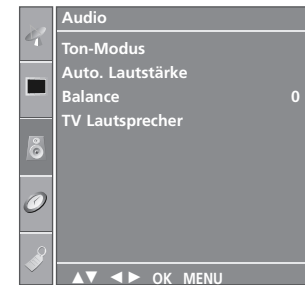 Audio
Ton-Modus
Auto. Lautstärke
Balance 0
TV Lautsprecher
▲▼ ◄► OK MENU